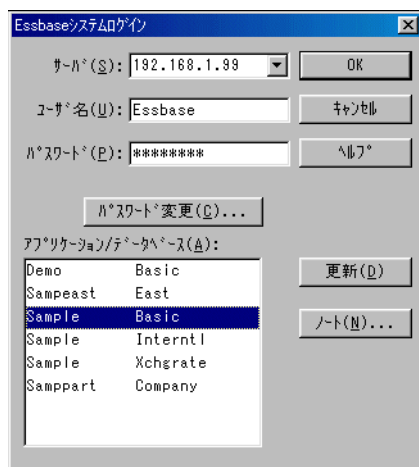 Essbaseｼｽﾃﾑﾛｸﾞｲﾝ
ｻｰﾊﾞ(S): 192.168.1.99 OK
ﾕｰｻﾞ名(U): Essbase ｷｬﾝｾﾙ
ﾊﾟｽﾜｰﾄﾞ(P): ******** ﾍﾙﾌﾟ
ﾊﾟｽﾜｰﾄﾞ変更(C)...
ｱﾌﾟﾘｹｰｼｮﾝ/ﾃﾞｰﾀﾍﾞｰｽ(A):
Demo Basic 更新(D)
Sampeast East
Sample Basic ﾉｰﾄ(N)...
Sample Interntl
Sample Xchgrate
Samppart Company